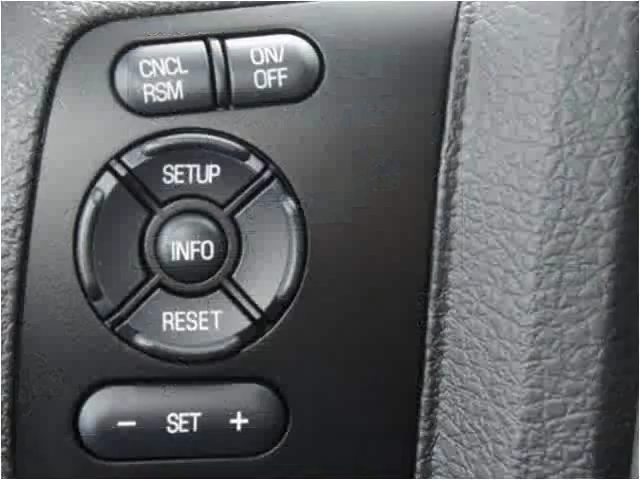 CNCL
RSM
ON/
OFF
SETUP
INFO
RESET
- SET +